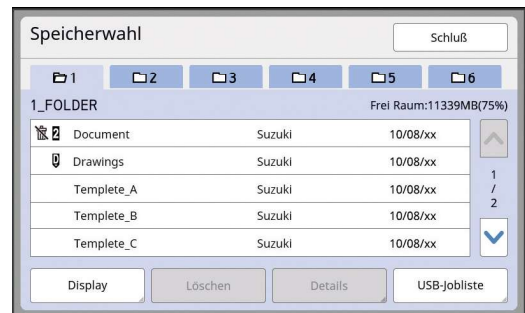 Speicherwahl Schluß
1 2 3 4 5 6
1_FOLDER Frei Raum:11339MB(75%)
2 Document Suzuki 10/08/xx
Drawings Suzuki 10/08/xx
Templete_A Suzuki 10/08/xx
Templete_B Suzuki 10/08/xx
Templete_C Suzuki 10/08/xx
1
/
2
Display Löschen Details USB-Jobliste